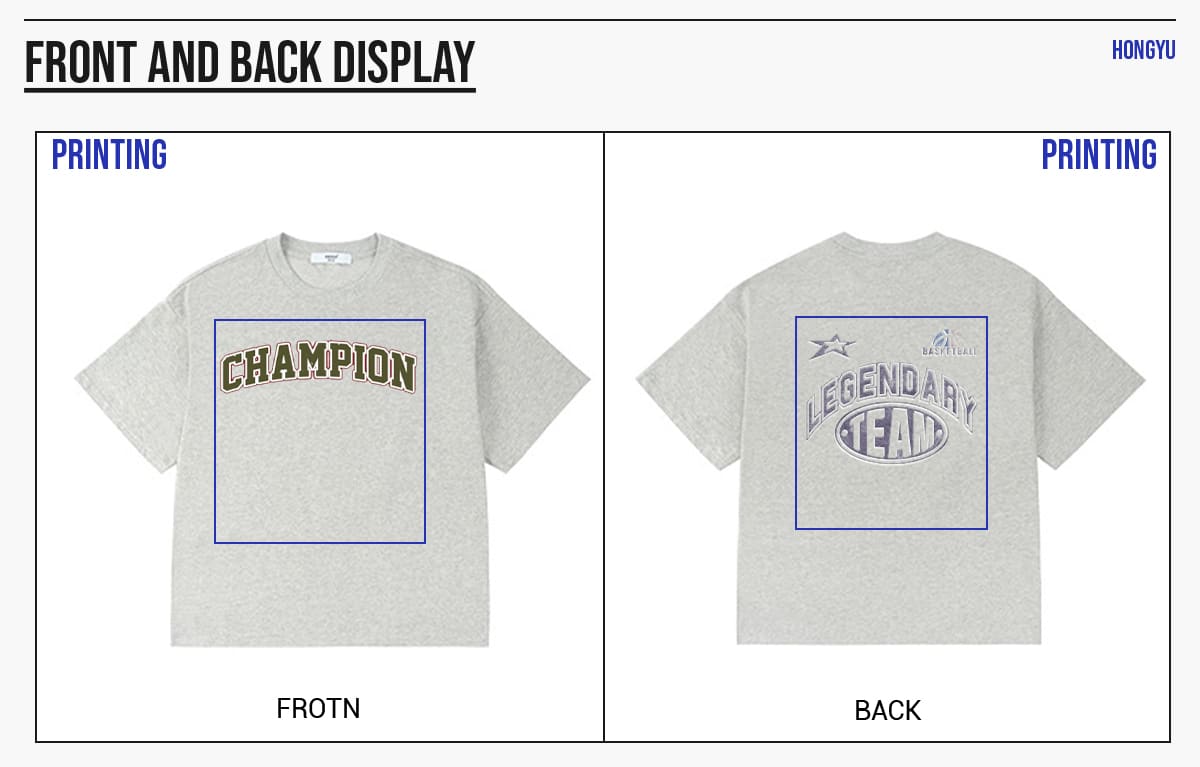 FRONT AND BACK DISPLAY
HONGYU
PRINTING
PRINTING
CHAMPION
BASKETBALL
LEGENDARY
TEAM
FROTN
BACK